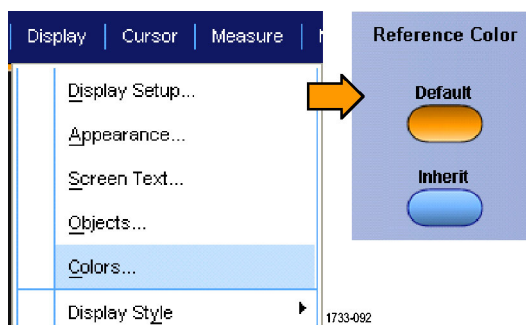 Display Cursor Measure
Display Setup...
Appearance...
Screen Text...
Objects...
Colors...
Display Style
Reference Color
Default
Inherit
1733-092